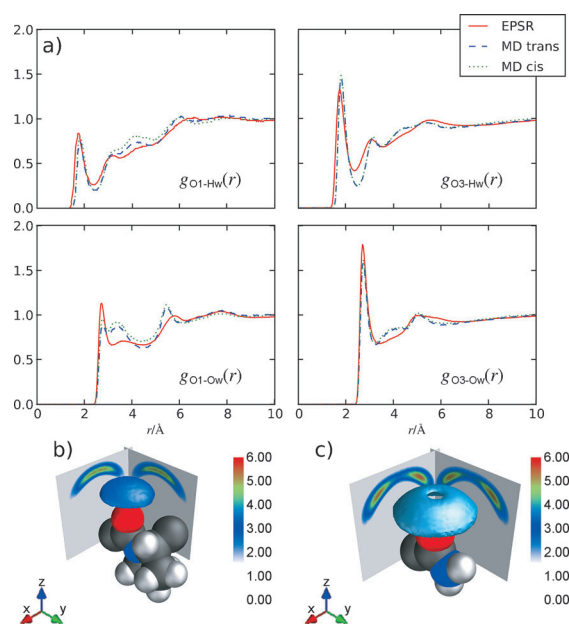 a)
EPSR
MD trans
MD cis
2.0
1.5
1.0
0.5
0.0
gO1-Hw(r)
gO3-Hw(r)
2.0
1.5
1.0
0.5
0.0
gO1-Ow(r)
gO3-Ow(r)
0 2 4 6 8 10
0 2 4 6 8 10
r/Å
r/Å
b)
6.00
5.00
4.00
3.00
2.00
1.00
0.00
z
x y
c)
6.00
5.00
4.00
3.00
2.00
1.00
0.00
z
x y